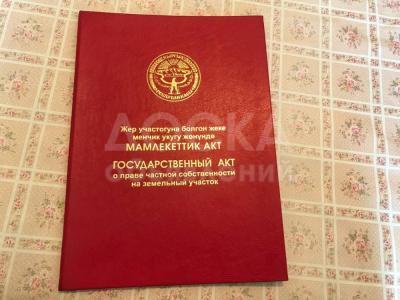 Жер участогуна болгон жеке
менчик укугу жөнүндө
МАМЛЕКЕТТИК АКТ
ГОСУДАРСТВЕННЫЙ АКТ
о праве частной собственности
на земельный участок